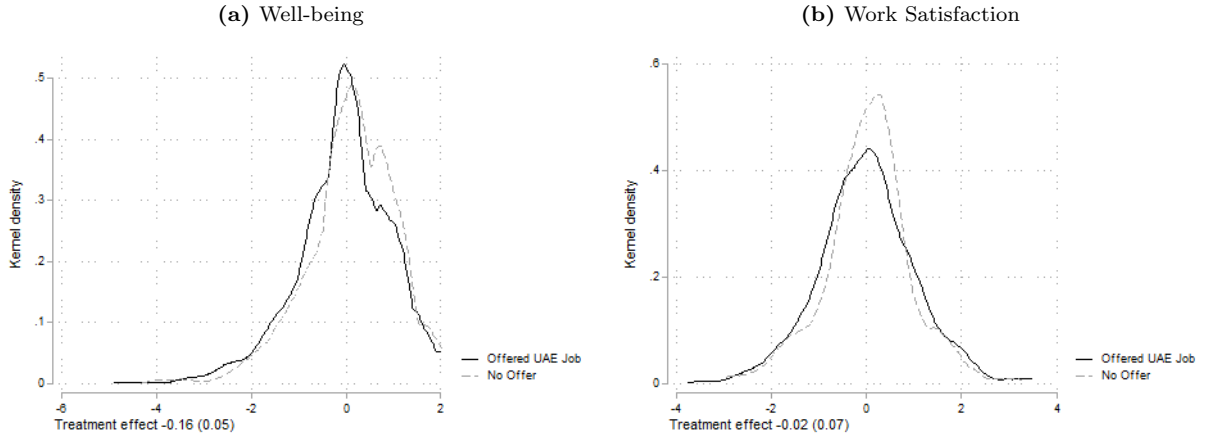 (a) Well-being
.5
.4
.3
.2
.1
0
Kernel density
-6 -4 -2 0 2
Treatment effect -0.16 (0.05)
Offered UAE Job
No Offer
(b) Work Satisfaction
.6
.4
.2
0
Kernel density
-4 -2 0 2 4
Treatment effect -0.02 (0.07)
Offered UAE Job
No Offer